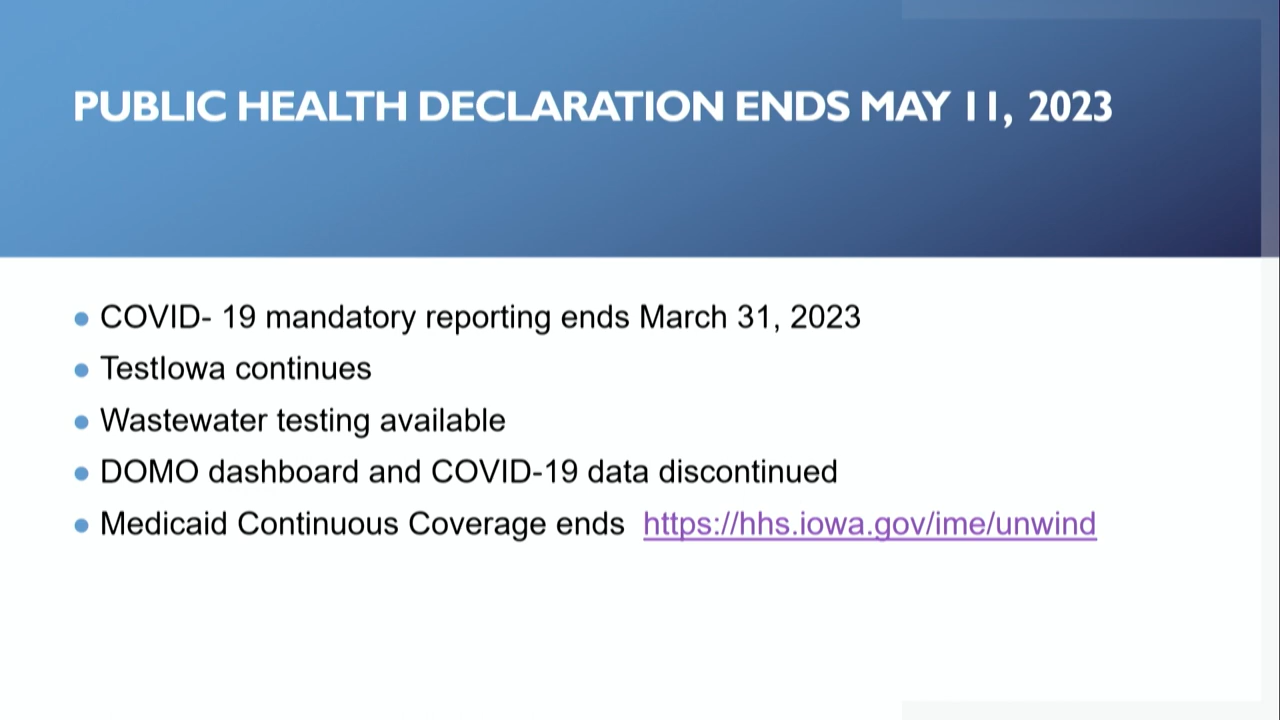 PUBLIC HEALTH DECLARATION ENDS MAY 11, 2023
COVID- 19 mandatory reporting ends March 31, 2023
TestIowa continues
Wastewater testing available
DOMO dashboard and COVID-19 data discontinued
Medicaid Continuous Coverage ends https://hhs.iowa.gov/ime/unwind